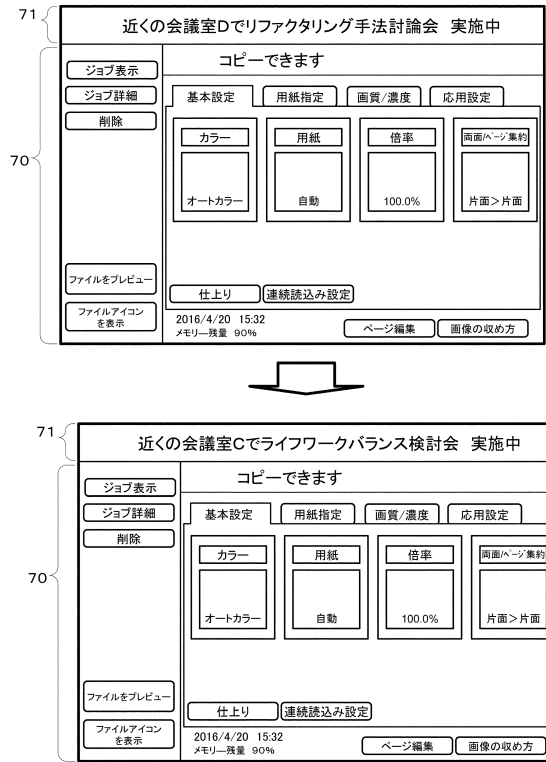 71
近くの会議室Dでリファクタリング手法討論会 実施中
70
コピーできます
ジョブ表示
ジョブ詳細
削除
基本設定
用紙指定
画質/濃度
応用設定
カラー
用紙
倍率
両面/ページ集約
オートカラー
自動
100.0%
片面＞片面
ファイルをプレビュー
ファイルアイコン
を表示
仕上り
連続読込み設定
2016/4/20 15:32
メモリ―残量 90%
ページ編集
画像の収め方
71
近くの会議室Cでライフワークバランス検討会 実施中
70
コピーできます
ジョブ表示
ジョブ詳細
削除
基本設定
用紙指定
画質/濃度
応用設定
カラー
用紙
倍率
両面/ページ集約
オートカラー
自動
100.0%
片面＞片面
ファイルをプレビュー
ファイルアイコン
を表示
仕上り
連続読込み設定
2016/4/20 15:32
メモリ―残量 90%
ページ編集
画像の収め方